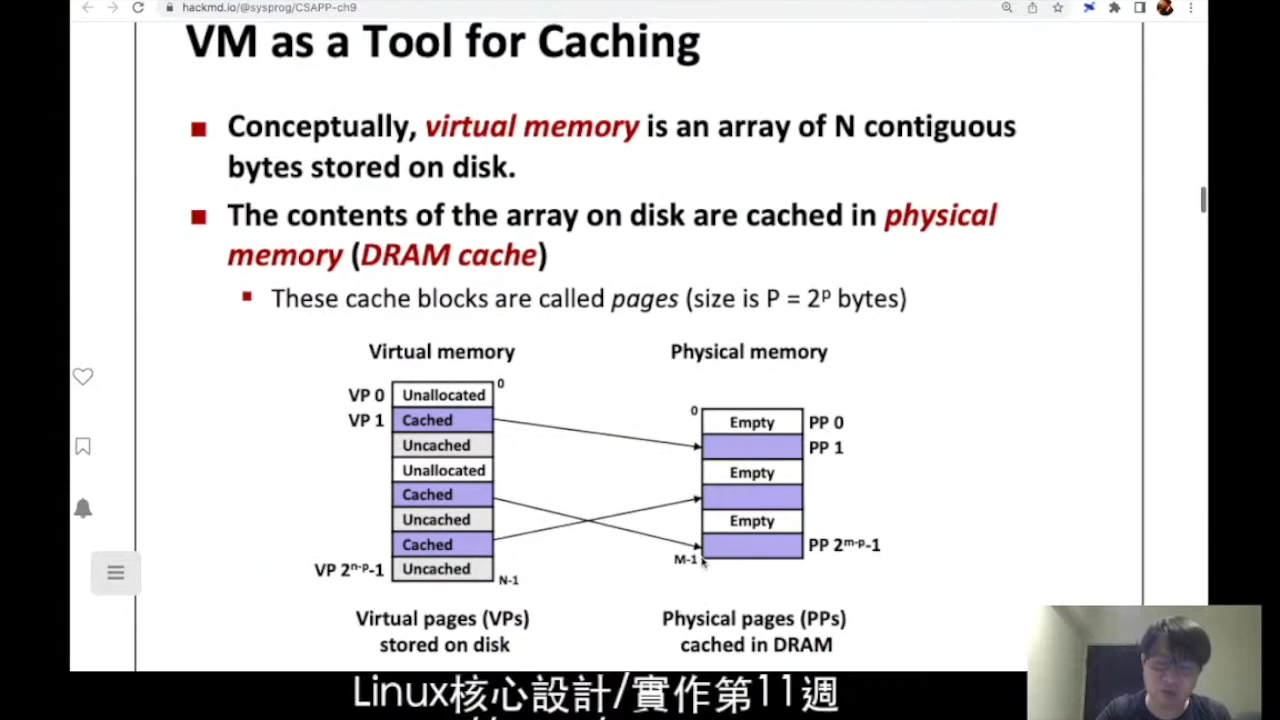 hackmd.io/@sysprog/CSAPP-ch9
VM as a Tool for Caching
Conceptually, virtual memory is an array of N contiguous
bytes stored on disk.
The contents of the array on disk are cached in physical
memory (DRAM cache)
These cache blocks are called pages (size is P = 2ᵖ bytes)
Virtual memory
Physical memory
0
VP 0 Unallocated
VP 1 Cached
Uncached
Unallocated
Cached
Uncached
Cached
VP 2ⁿ⁻ᵖ-1 Uncached
N-1
0
Empty PP 0
PP 1
Empty
Empty
PP 2ᵐ⁻ᵖ-1
M-1
Virtual pages (VPs)
stored on disk
Physical pages (PPs)
cached in DRAM
Linux核心設計/實作第11週